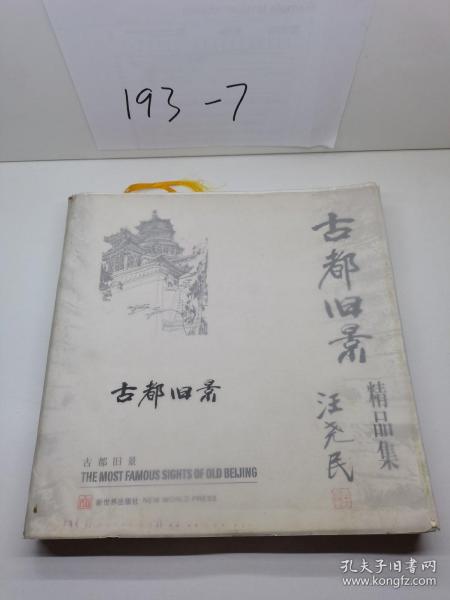 193-7
古都旧景
精品集
汪尧民
古都旧景
古都旧景
THE MOST FAMOUS SIGHTS OF OLD BEIJING
新世界出版社 NEW WORLD PRESS
孔夫子旧书网
www.kongfz.com